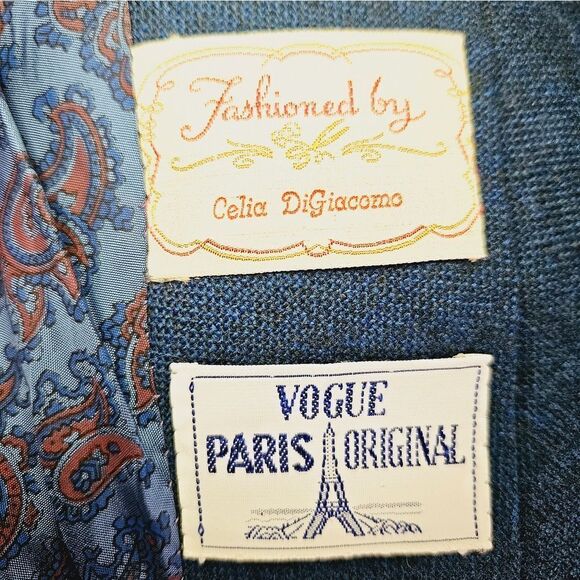 Fashioned by
Celia DiGiacomo
VOGUE
PARIS ORIGINAL